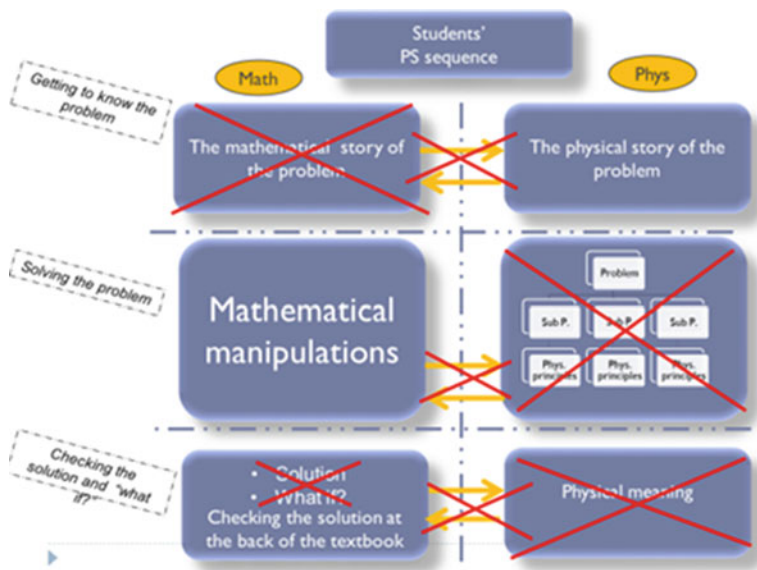 Students'
PS sequence
Math
Phys
Getting to know the
problem
The mathematical story of
the problem
The physical story of the
problem
Solving the problem
Mathematical
manipulations
Problem
Sub P.
Sub P.
Sub P.
Phys.
principles
Phys.
principles
Phys.
principles
Checking the
solution and "what
if?"
• Solution
• What if?
Checking the solution at
the back of the textbook
Physical meaning